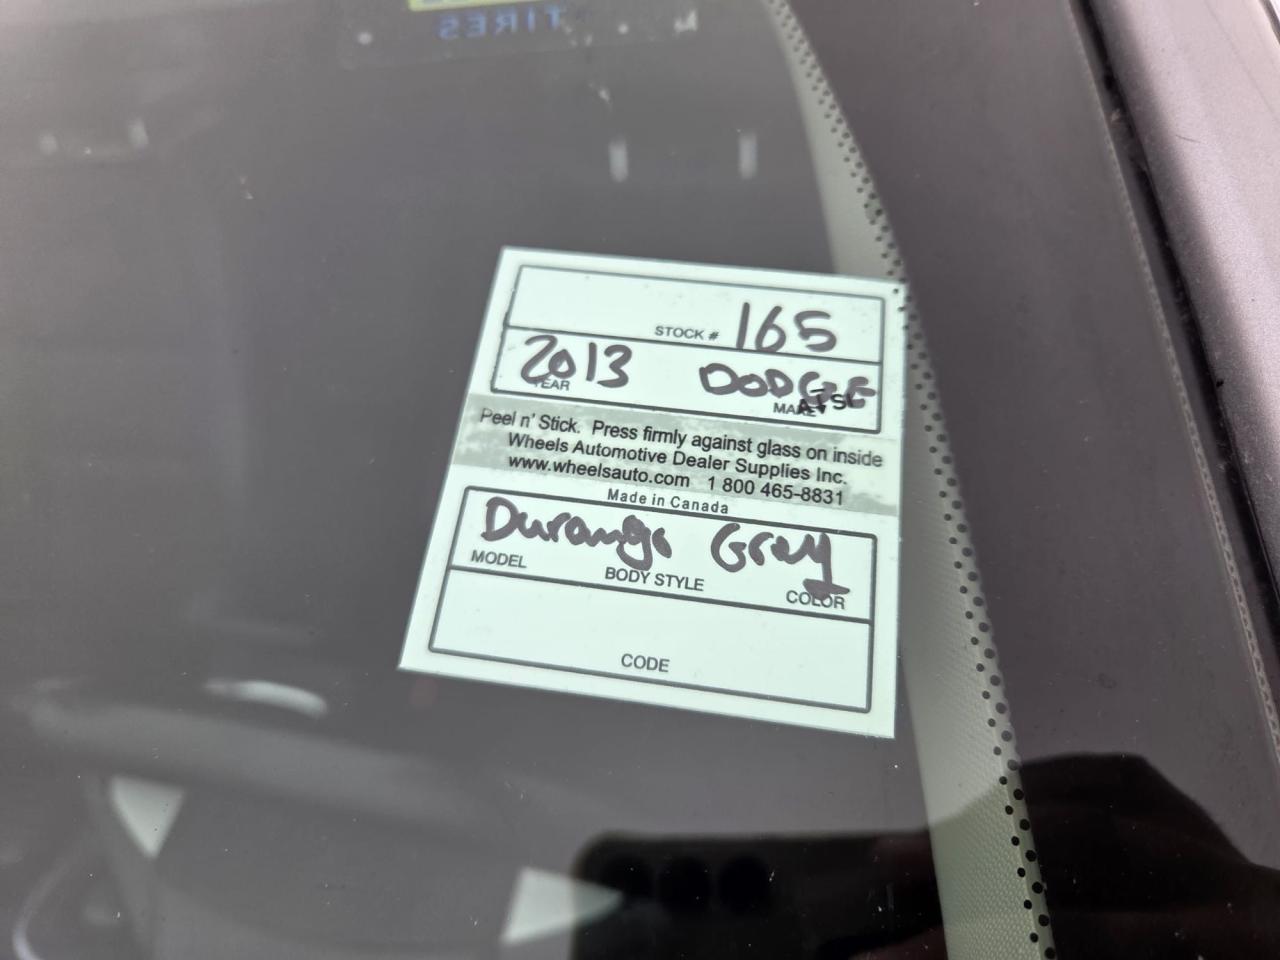 TIRES
STOCK # 165
2013 DODGE
YEAR MAKE
Peel n' Stick. Press firmly against glass on inside
Wheels Automotive Dealer Supplies Inc.
www.wheelsauto.com 1 800 465-8831
Made in Canada
Durango Grey
MODEL BODY STYLE COLOR
CODE